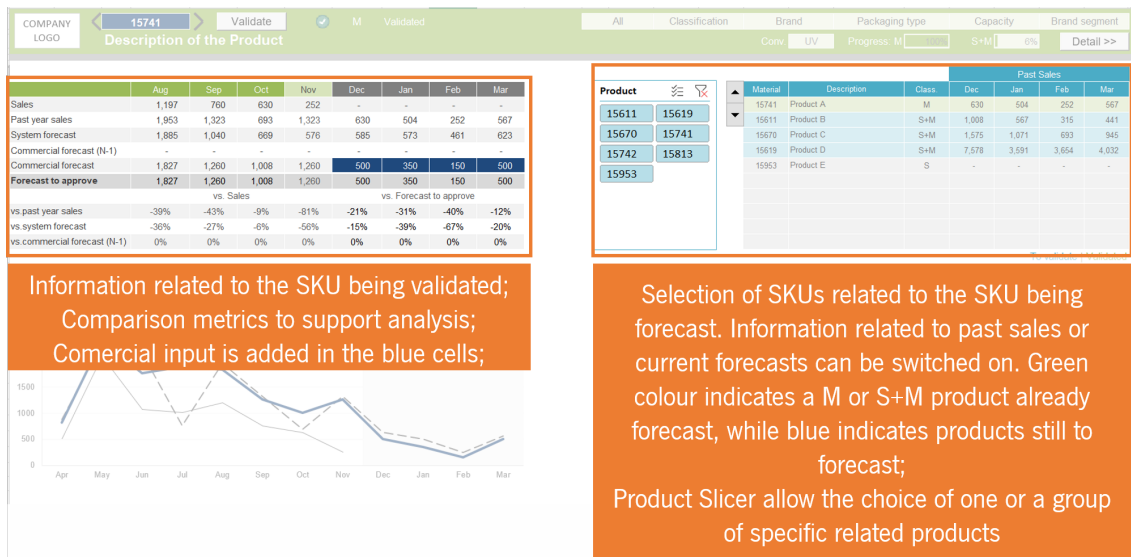 COMPANY LOGO
15741
Validate
M Validated
Description of the Product
All Classification Brand Packaging type Capacity Brand segment
Conv UV Progress: M 100% S+M 6% Detail >>
Aug Sep Oct Nov Dec Jan Feb Mar
Sales 1,197 760 630 252 - - - -
Past year sales 1,953 1,323 693 1,323 630 504 252 567
System forecast 1,885 1,040 669 576 585 573 461 623
Commercial forecast (N-1) - - - - - - - -
Commercial forecast 1,827 1,260 1,008 1,260 500 350 150 500
Forecast to approve 1,827 1,260 1,008 1,260 500 350 150 500
vs. Sales vs. Forecast to approve
vs.past year sales -39% -43% -9% -81% -21% -31% -40% -12%
vs.system forecast -36% -27% -6% -56% -15% -39% -67% -20%
vs.commercial forecast (N-1) 0% 0% 0% 0% 0% 0% 0% 0%
Product
15611 15619
15670 15741
15742 15813
15953
Past Sales
Material Description Class. Dec Jan Feb Mar
15741 Product A M 630 504 252 567
15611 Product B S+M 1,008 567 315 441
15670 Product C S+M 1,575 1,071 693 945
15619 Product D S+M 7,578 3,591 3,654 4,032
15953 Product E S - - - -
To validate | Validated
Information related to the SKU being validated;
Comparison metrics to support analysis;
Comercial input is added in the blue cells;
1500
1000
500
0
Apr May Jun Jul Aug Sep Oct Nov Dec Jan Feb Mar
Selection of SKUs related to the SKU being
forecast. Information related to past sales or
current forecasts can be switched on. Green
colour indicates a M or S+M product already
forecast, while blue indicates products still to
forecast;
Product Slicer allow the choice of one or a group
of specific related products